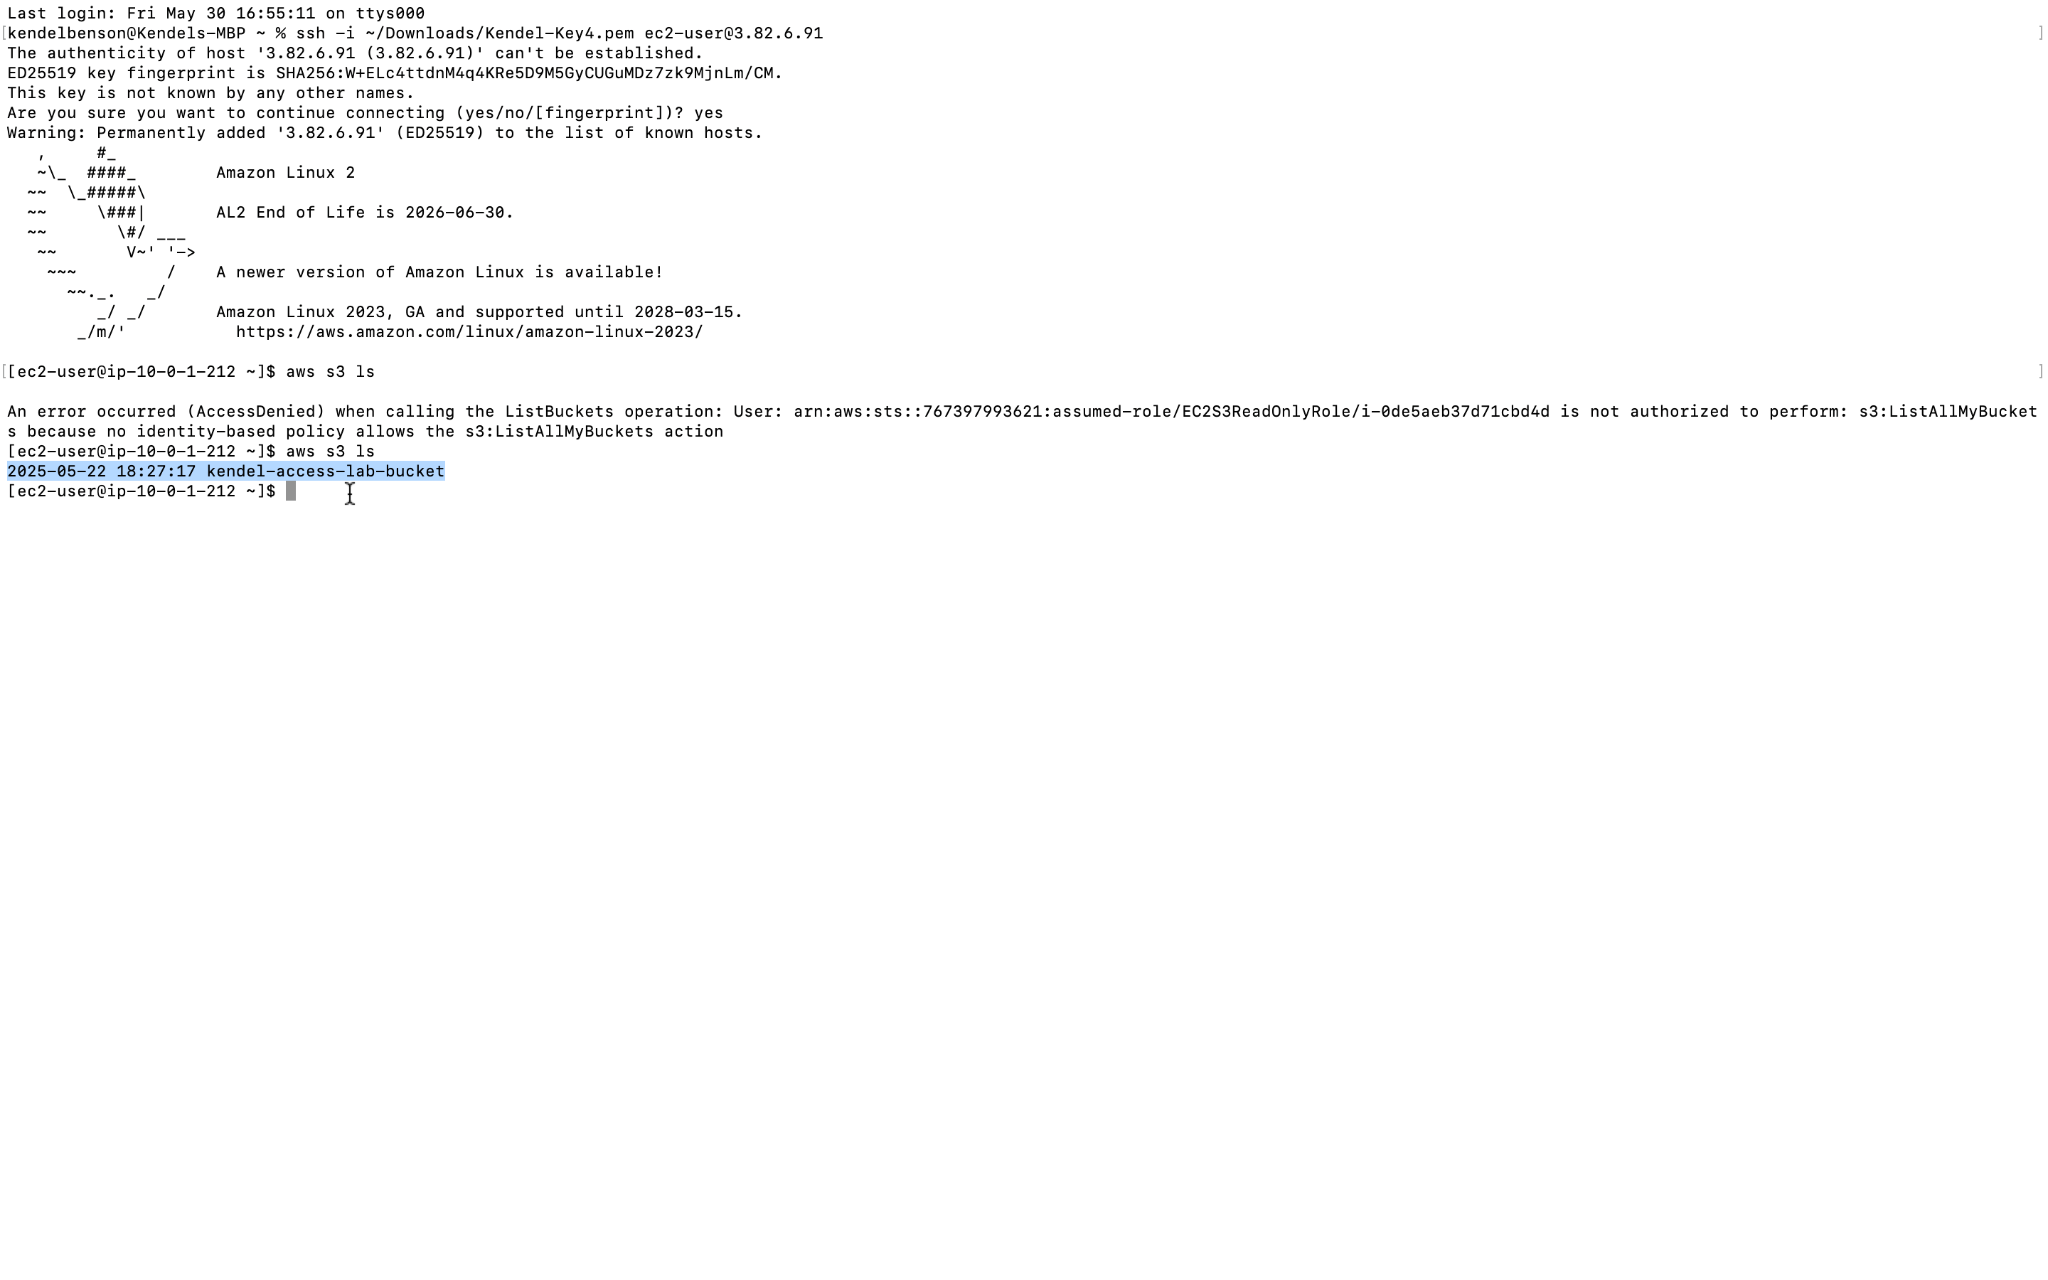 Last login: Fri May 30 16:55:11 on ttys000
[kendelbenson@Kendels-MBP ~ % ssh -i ~/Downloads/Kendel-Key4.pem ec2-user@3.82.6.91 ]
The authenticity of host '3.82.6.91 (3.82.6.91)' can't be established.
ED25519 key fingerprint is SHA256:W+ELc4ttdnM4q4KRe5D9M5GyCUGuMDz7zk9MjnLm/CM.
This key is not known by any other names.
Are you sure you want to continue connecting (yes/no/[fingerprint])? yes
Warning: Permanently added '3.82.6.91' (ED25519) to the list of known hosts.
   ,     #_
   ~\_  ####_        Amazon Linux 2
  ~~  \_#####\
  ~~     \###|       AL2 End of Life is 2026-06-30.
  ~~       \#/ ___
   ~~       V~' '->
    ~~~         /    A newer version of Amazon Linux is available!
      ~~._.   _/
         _/ _/       Amazon Linux 2023, GA and supported until 2028-03-15.
       _/m/'           https://aws.amazon.com/linux/amazon-linux-2023/
[[ec2-user@ip-10-0-1-212 ~]$ aws s3 ls ]
An error occurred (AccessDenied) when calling the ListBuckets operation: User: arn:aws:sts::767397993621:assumed-role/EC2S3ReadOnlyRole/i-0de5aeb37d71cbd4d is not authorized to perform: s3:ListAllMyBucket
s because no identity-based policy allows the s3:ListAllMyBuckets action
[ec2-user@ip-10-0-1-212 ~]$ aws s3 ls
2025-05-22 18:27:17 kendel-access-lab-bucket
[ec2-user@ip-10-0-1-212 ~]$